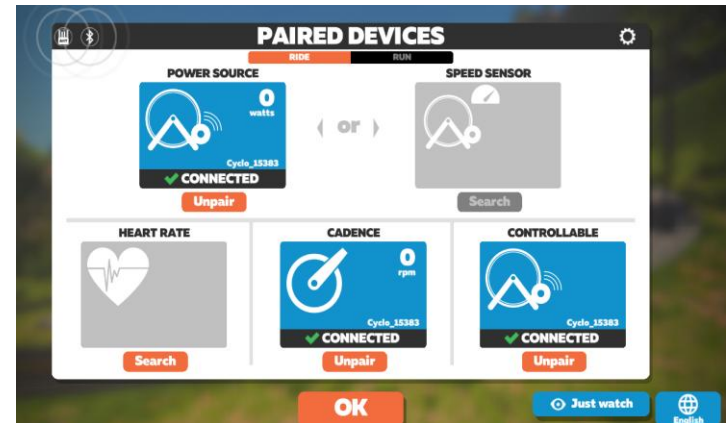 PAIRED DEVICES
RIDE
RUN
POWER SOURCE
0
watts
Cyclo_15383
CONNECTED
Unpair
or
SPEED SENSOR
Search
HEART RATE
Search
CADENCE
0
rpm
Cyclo_15383
CONNECTED
Unpair
CONTROLLABLE
Cyclo_15383
CONNECTED
Unpair
OK
Just watch
English